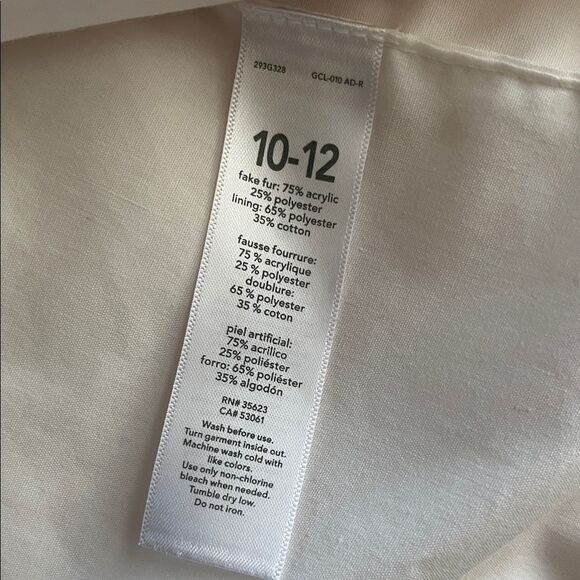 293G328 GCL-010 AD-R
10-12
fake fur: 75% acrylic
25% polyester
lining: 65% polyester
35% cotton
fausse fourrure:
75 % acrylique
25 % polyester
doublure:
65 % polyester
35 % coton
piel artificial:
75% acrílico
25% poliéster
forro: 65% poliéster
35% algodón
RN# 35623
CA# 53061
Wash before use.
Turn garment inside out.
Machine wash cold with
like colors.
Use only non-chlorine
bleach when needed.
Tumble dry low.
Do not iron.